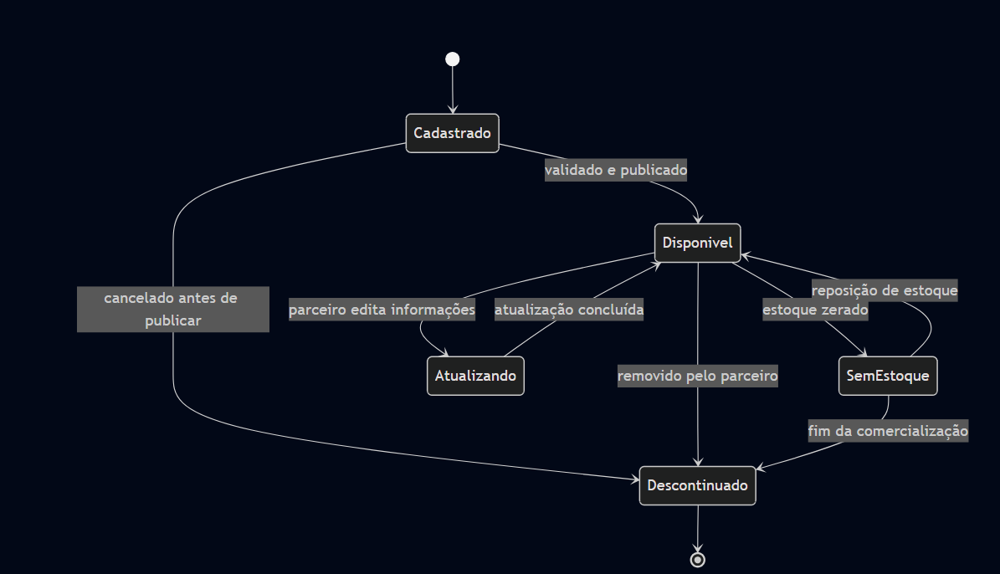 Cadastrado
validado e publicado
Disponivel
reposição de estoque
cancelado antes de
publicar
parceiro edita informações
atualização concluída
estoque zerado
Atualizando
removido pelo parceiro
SemEstoque
fim da comercialização
Descontinuado